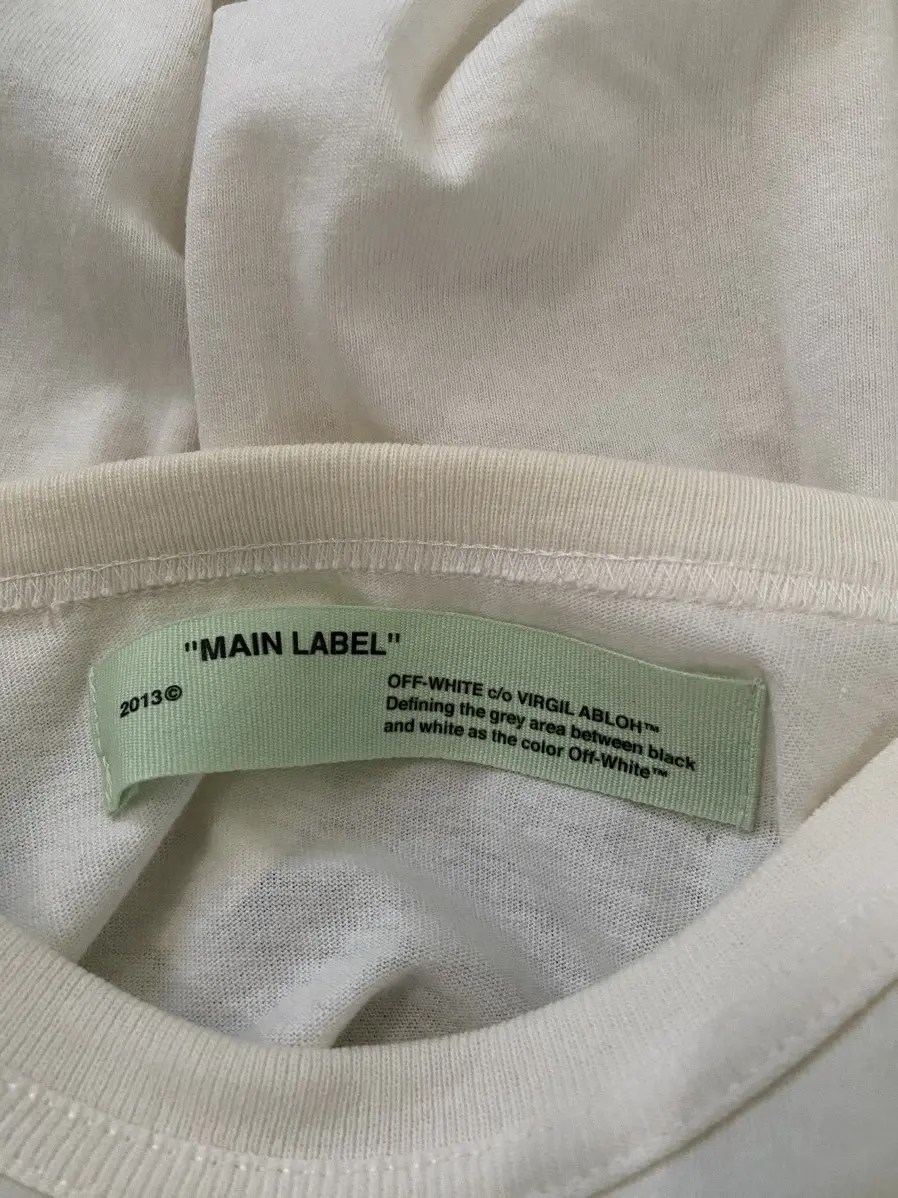 "MAIN LABEL"
2013©
OFF-WHITE c/o VIRGIL ABLOH™
Defining the grey area between black
and white as the color Off-White™